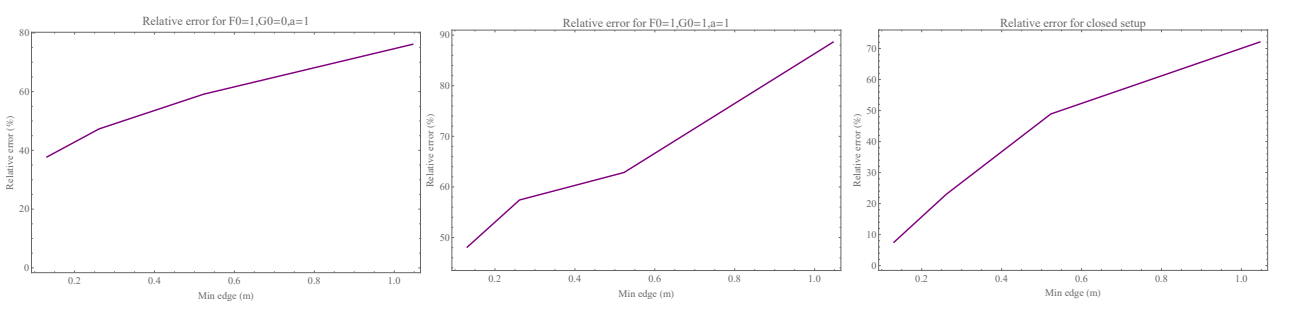 Relative error for F0=1,G0=0,a=1
80
60
40
20
0
Relative error (%)
0.2 0.4 0.6 0.8 1.0
Min edge (m)
Relative error for F0=1,G0=1,a=1
90
80
70
60
50
Relative error (%)
0.2 0.4 0.6 0.8 1.0
Min edge (m)
Relative error for closed setup
70
60
50
40
30
20
10
0
Relative error (%)
0.2 0.4 0.6 0.8 1.0
Min edge (m)